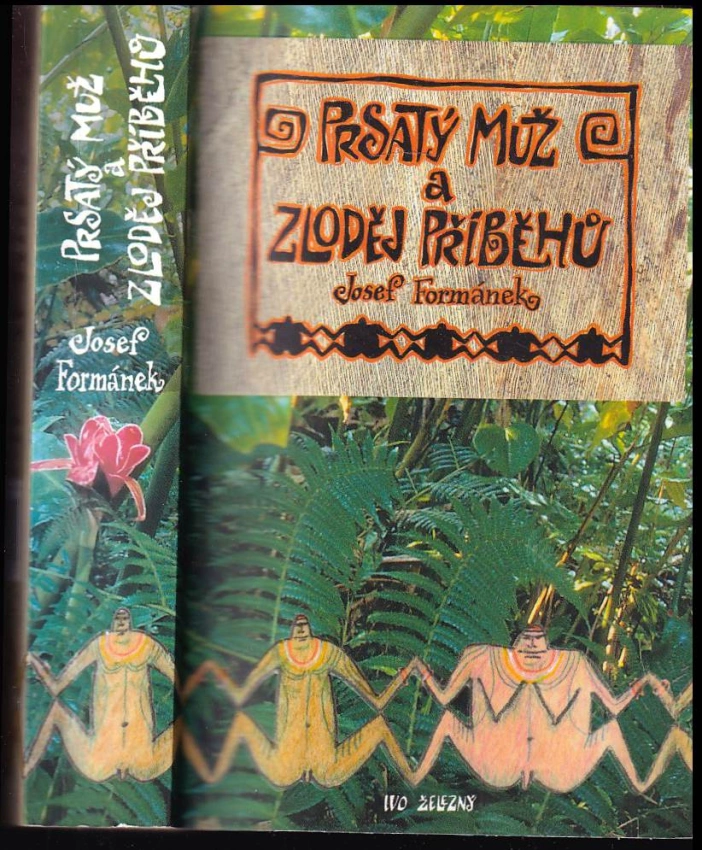 PRSATÝ MUŽ
a
ZLODĚJ PŘÍBĚHŮ
Josef
Formánek
PRSATÝ MUŽ
a
ZLODĚJ PŘÍBĚHŮ
Josef Formánek
IVO ŽELEZNÝ